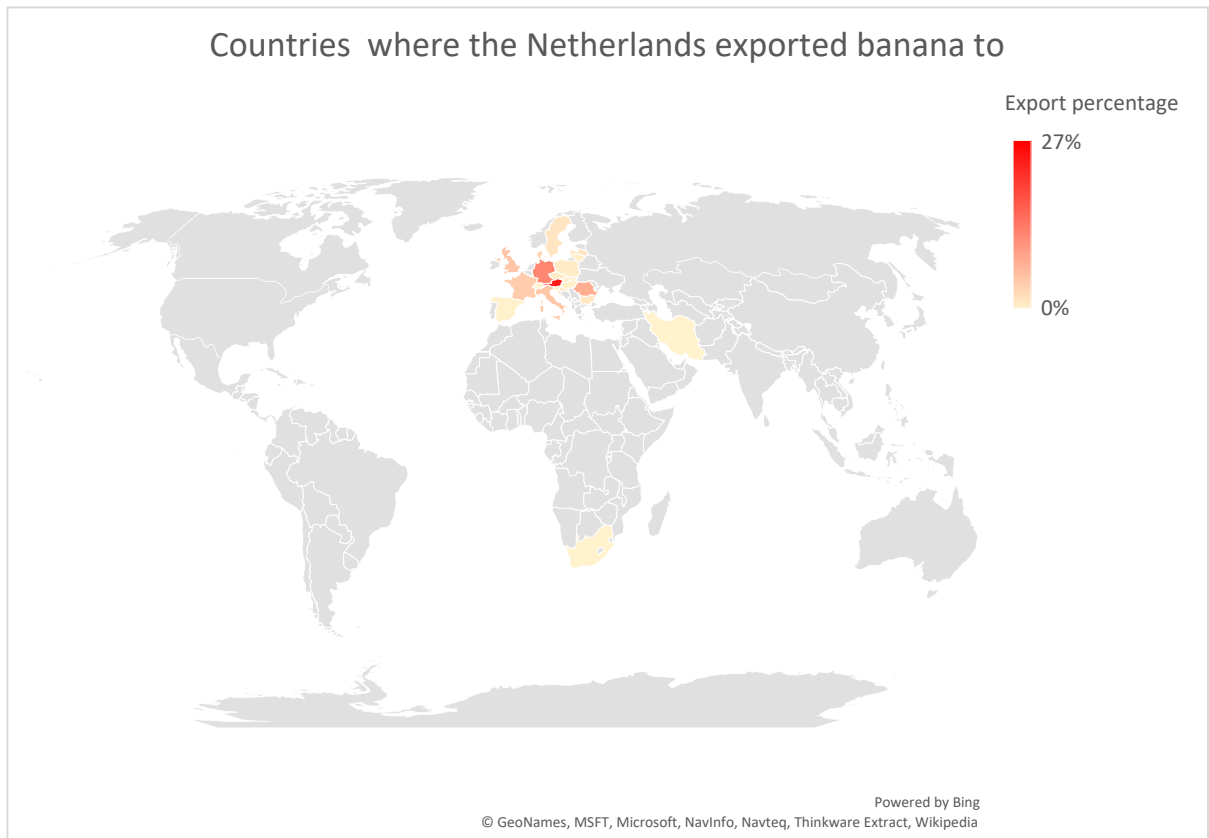 Countries  where the Netherlands exported banana to
Export percentage
27%
0%
Powered by Bing
© GeoNames, MSFT, Microsoft, NavInfo, Navteq, Thinkware Extract, Wikipedia